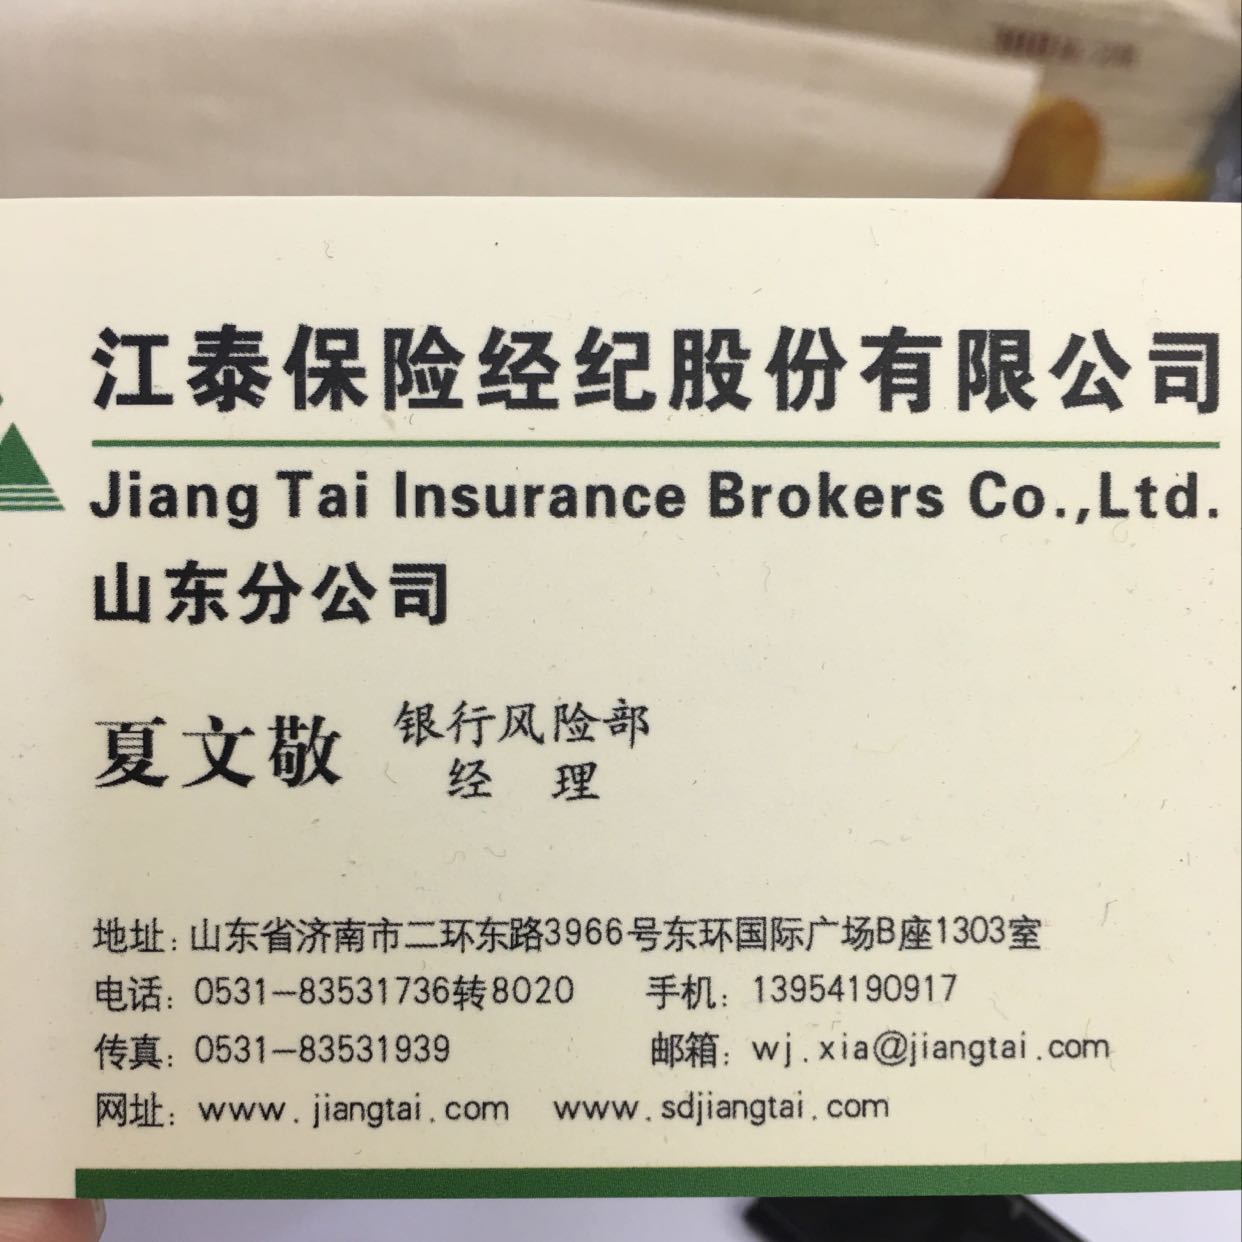 江泰保险经纪股份有限公司
Jiang Tai Insurance Brokers Co.,Ltd.
山东分公司
夏文敬 银行风险部
经 理
地址: 山东省济南市二环东路3966号东环国际广场B座1303室
电话: 0531-83531736转8020 手机: 13954190917
传真: 0531-83531939 邮箱: wj.xia@jiangtai.com
网址: www.jiangtai.com www.sdjiangtai.com